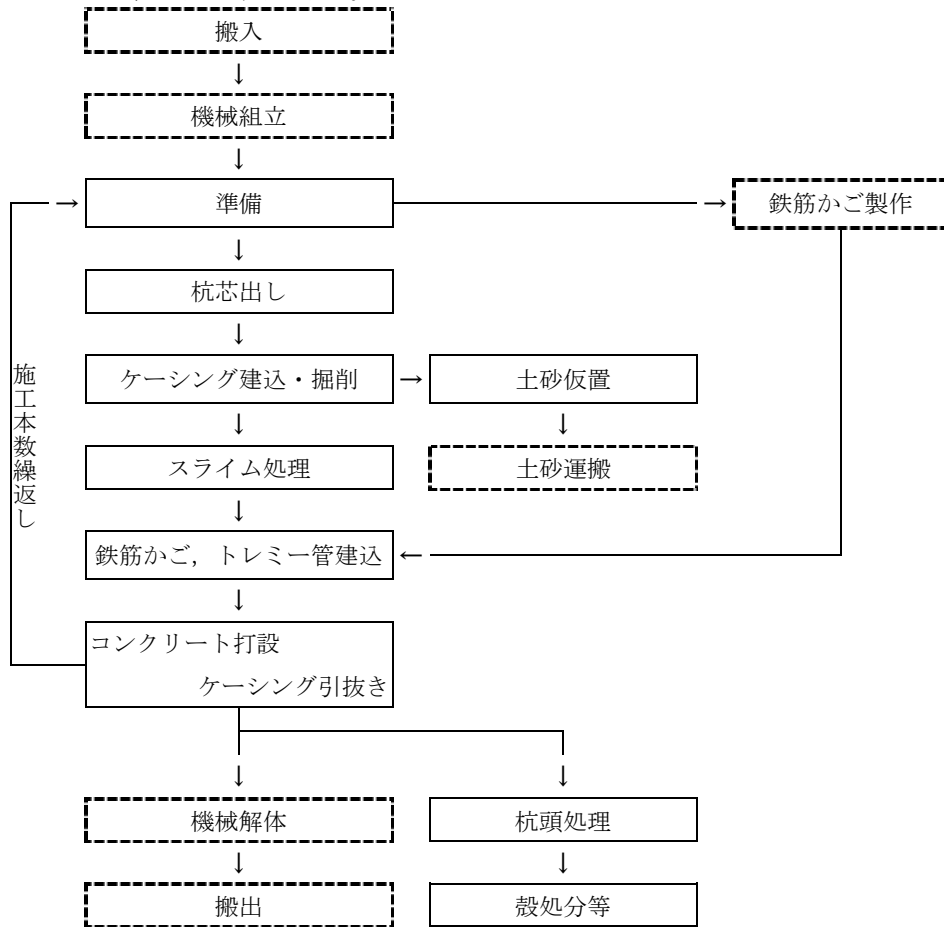 搬入
↓
機械組立
↓
→ 準備 → 鉄筋かご製作
↓
杭芯出し
↓
ケーシング建込・掘削 → 土砂仮置
↓ ↓
スライム処理 土砂運搬
↓
鉄筋かご，トレミー管建込 ←
↓
コンクリート打設
ケーシング引抜き
施工本数繰返し
↓ ↓
機械解体 杭頭処理
↓ ↓
搬出 殻処分等